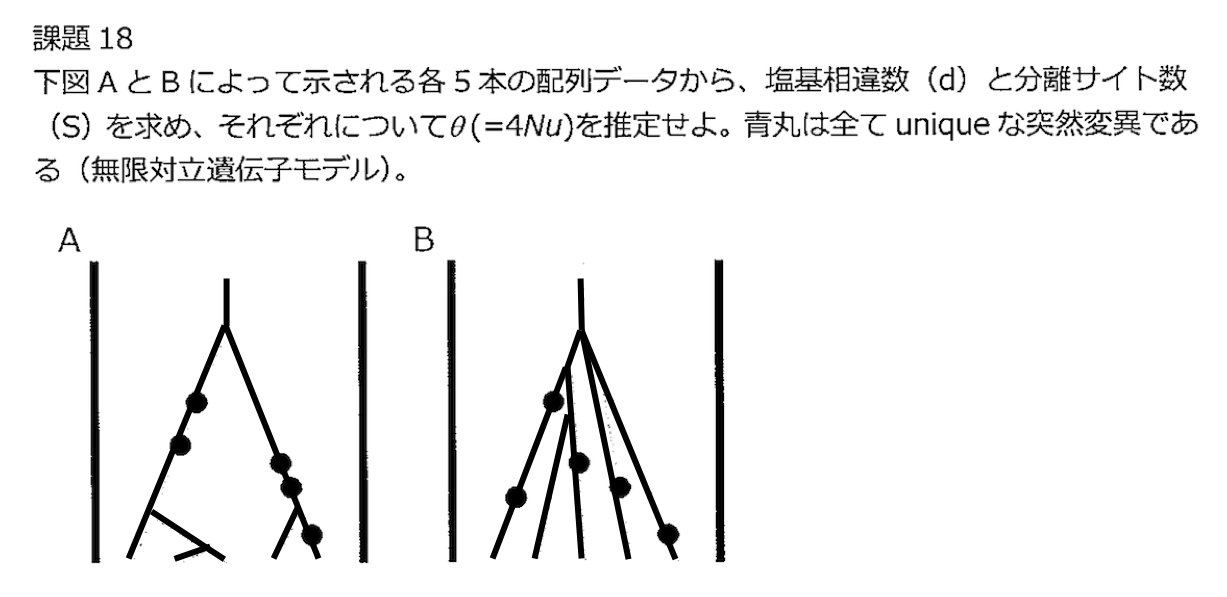 課題 18
下図 A と B によって示される各 5 本の配列データから、塩基相違数（d）と分離サイト数
（S）を求め、それぞれについてθ(=4Nu)を推定せよ。青丸は全て unique な突然変異であ
る（無限対立遺伝子モデル）。
A B